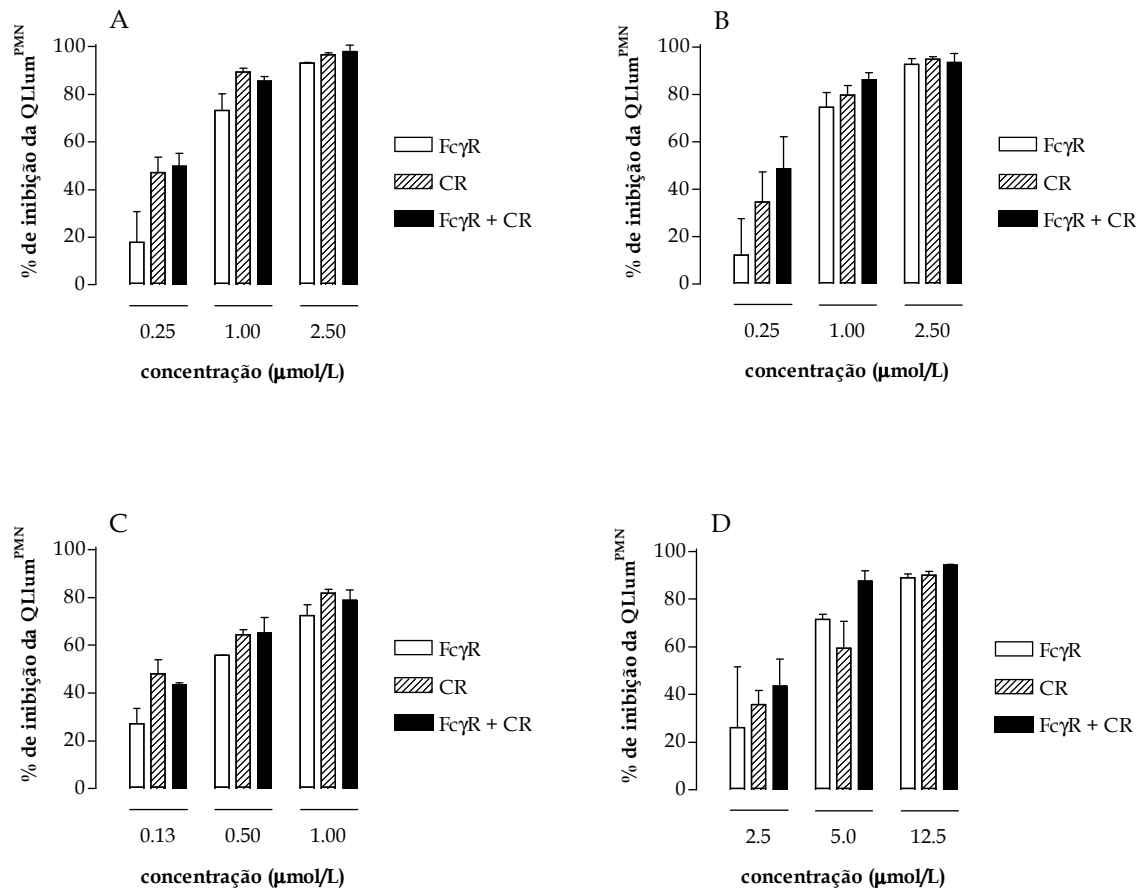 A
% de inibição da QLlum^PMN
100
80
60
40
20
0
0.25 1.00 2.50
concentração (µmol/L)
FcγR
CR
FcγR + CR
B
% de inibição da QLlum^PMN
100
80
60
40
20
0
0.25 1.00 2.50
concentração (µmol/L)
FcγR
CR
FcγR + CR
C
% de inibição da QLlum^PMN
100
80
60
40
20
0
0.13 0.50 1.00
concentração (µmol/L)
FcγR
CR
FcγR + CR
D
% de inibição da QLlum^PMN
100
80
60
40
20
0
2.5 5.0 12.5
concentração (µmol/L)
FcγR
CR
FcγR + CR